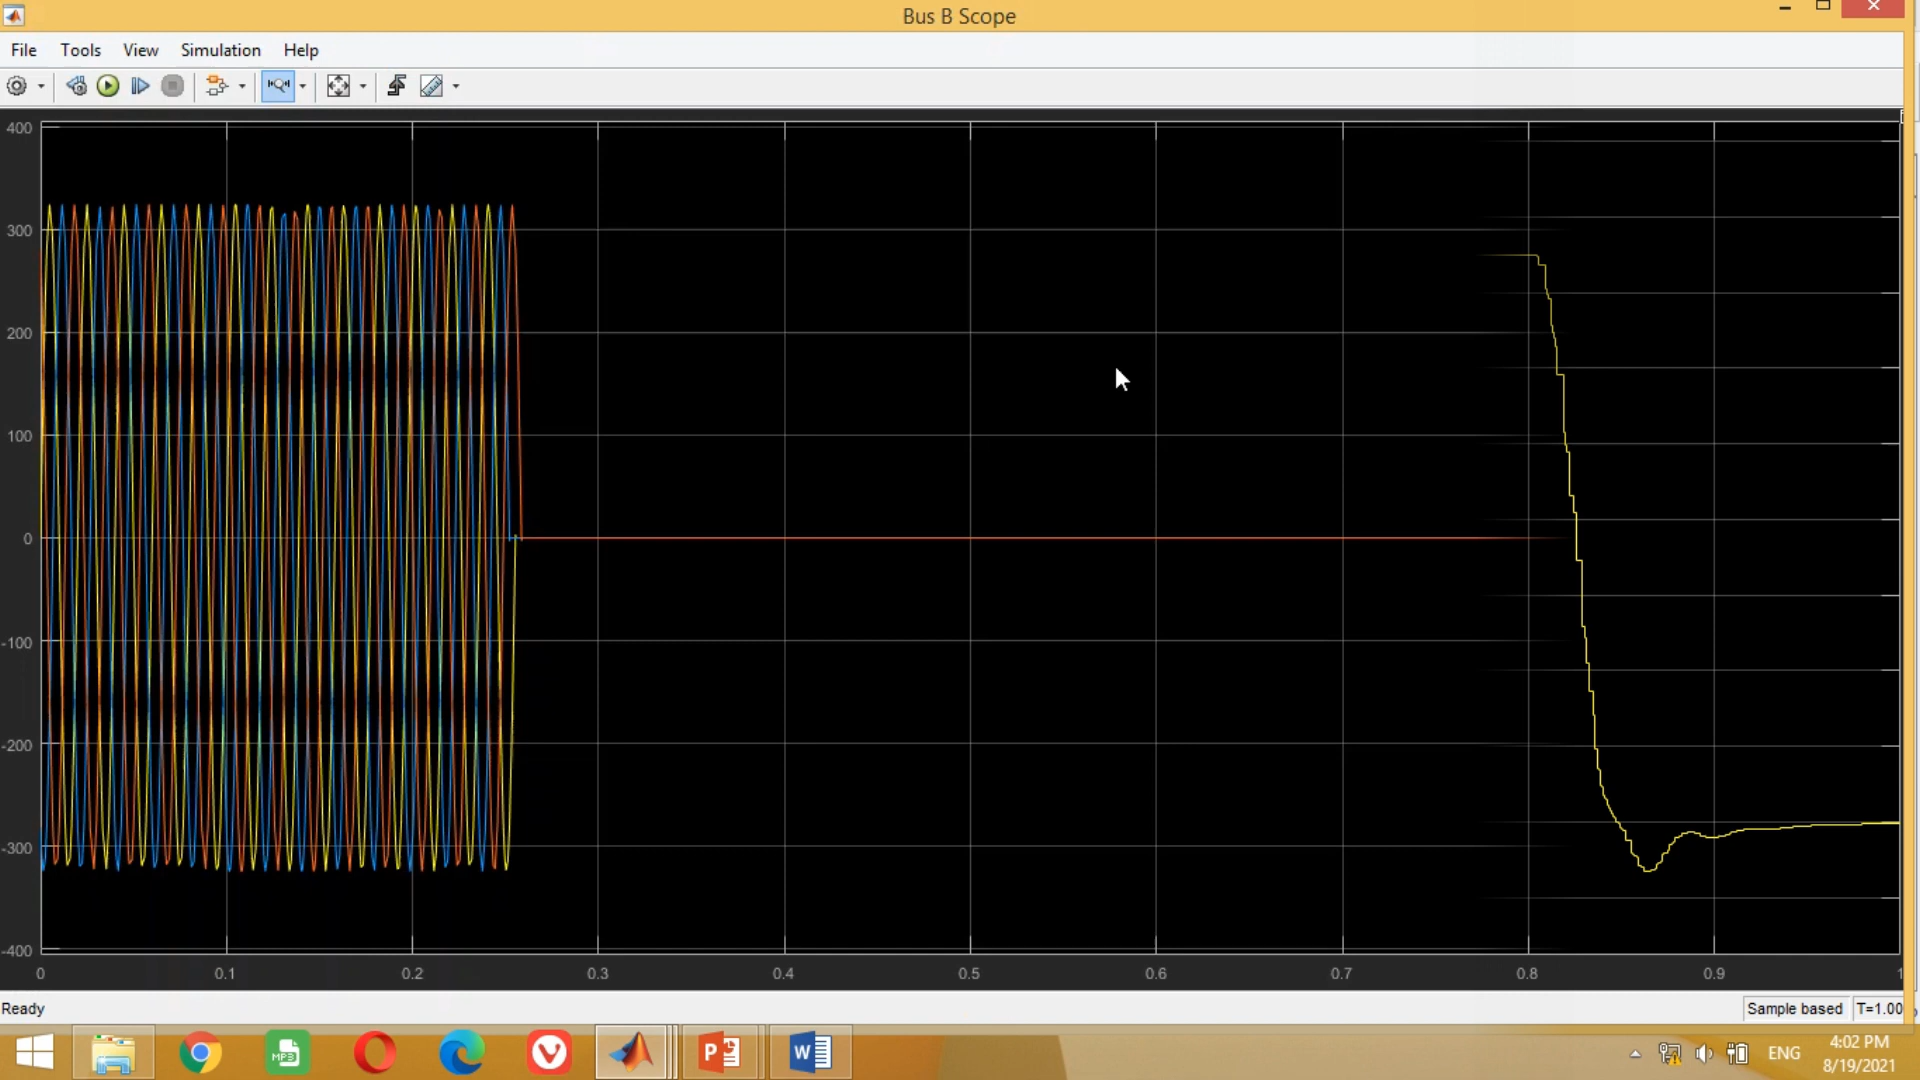 Bus B Scope
File Tools View Simulation Help
400
300
200
100
0
-100
-200
-300
-400
0 0.1 0.2 0.3 0.4 0.5 0.6 0.7 0.8 0.9 1
Ready
Sample based T=1.00
MP3
P
W
ENG
4:02 PM
8/19/2021